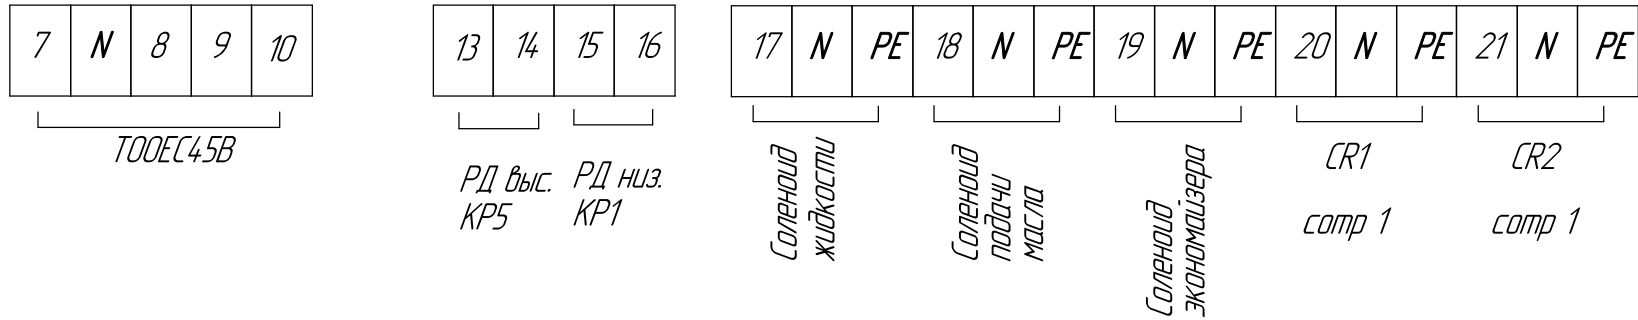 7 N 8 9 10
TOOEC45B
13 14 15 16
РД выс.
KP5
РД низ.
KP1
17 N PE 18 N PE 19 N PE 20 N PE 21 N PE
Соленоид
жидкости
Соленоид
подачи
масла
Соленоид
экономайзера
CR1
comp 1
CR2
comp 1